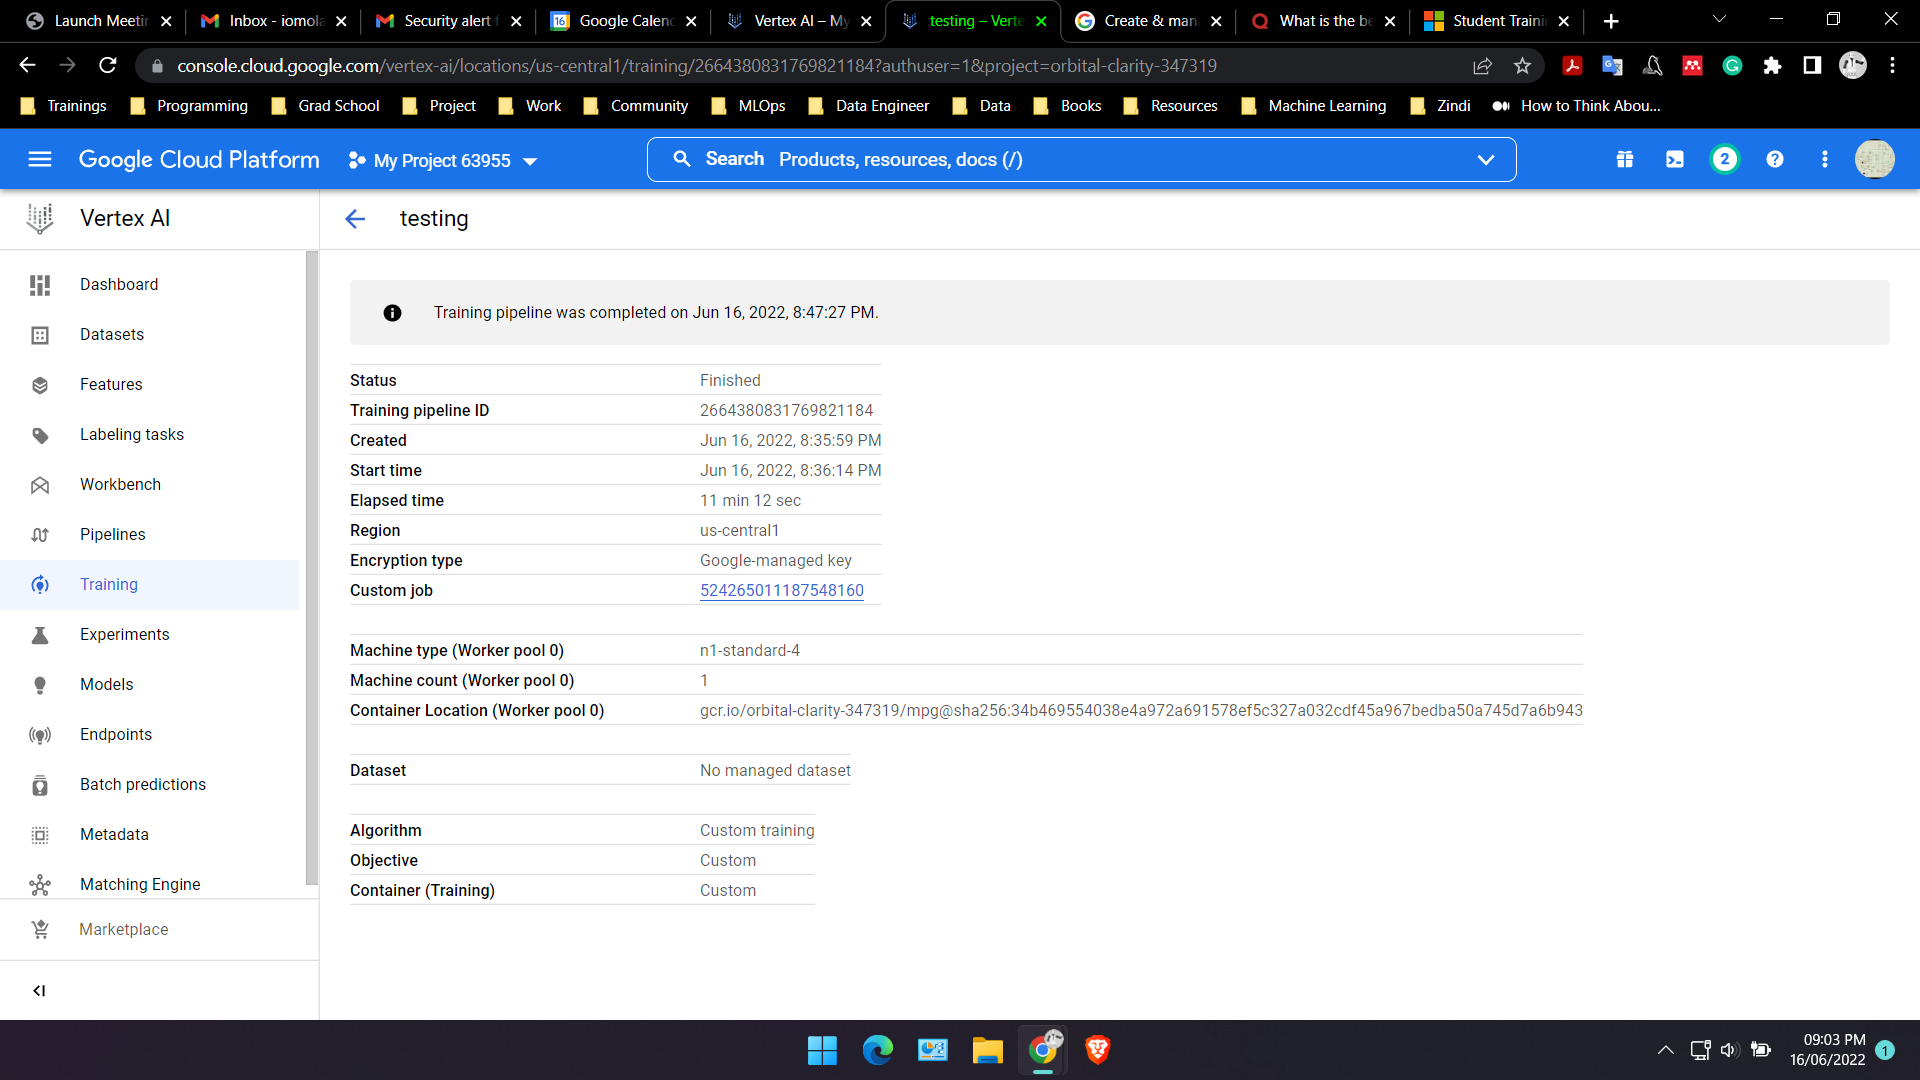 Launch Meetin
Inbox - iomola
Security alert f
Google Calend
Vertex AI – My
testing – Verte
Create & man
What is the be
Student Traini
console.cloud.google.com/vertex-ai/locations/us-central1/training/2664380831769821184?authuser=1&project=orbital-clarity-347319
Trainings
Programming
Grad School
Project
Work
Community
MLOps
Data Engineer
Data
Books
Resources
Machine Learning
Zindi
How to Think Abou...
Google Cloud Platform
My Project 63955
Search Products, resources, docs (/)
2
Vertex AI
testing
Dashboard
Datasets
Features
Labeling tasks
Workbench
Pipelines
Training
Experiments
Models
Endpoints
Batch predictions
Metadata
Matching Engine
Marketplace
Training pipeline was completed on Jun 16, 2022, 8:47:27 PM.
Status Finished
Training pipeline ID 2664380831769821184
Created Jun 16, 2022, 8:35:59 PM
Start time Jun 16, 2022, 8:36:14 PM
Elapsed time 11 min 12 sec
Region us-central1
Encryption type Google-managed key
Custom job 524265011187548160
Machine type (Worker pool 0) n1-standard-4
Machine count (Worker pool 0) 1
Container Location (Worker pool 0) gcr.io/orbital-clarity-347319/mpg@sha256:34b469554038e4a972a691578ef5c327a032cdf45a967bedba50a745d7a6b943
Dataset No managed dataset
Algorithm Custom training
Objective Custom
Container (Training) Custom
09:03 PM
16/06/2022
1